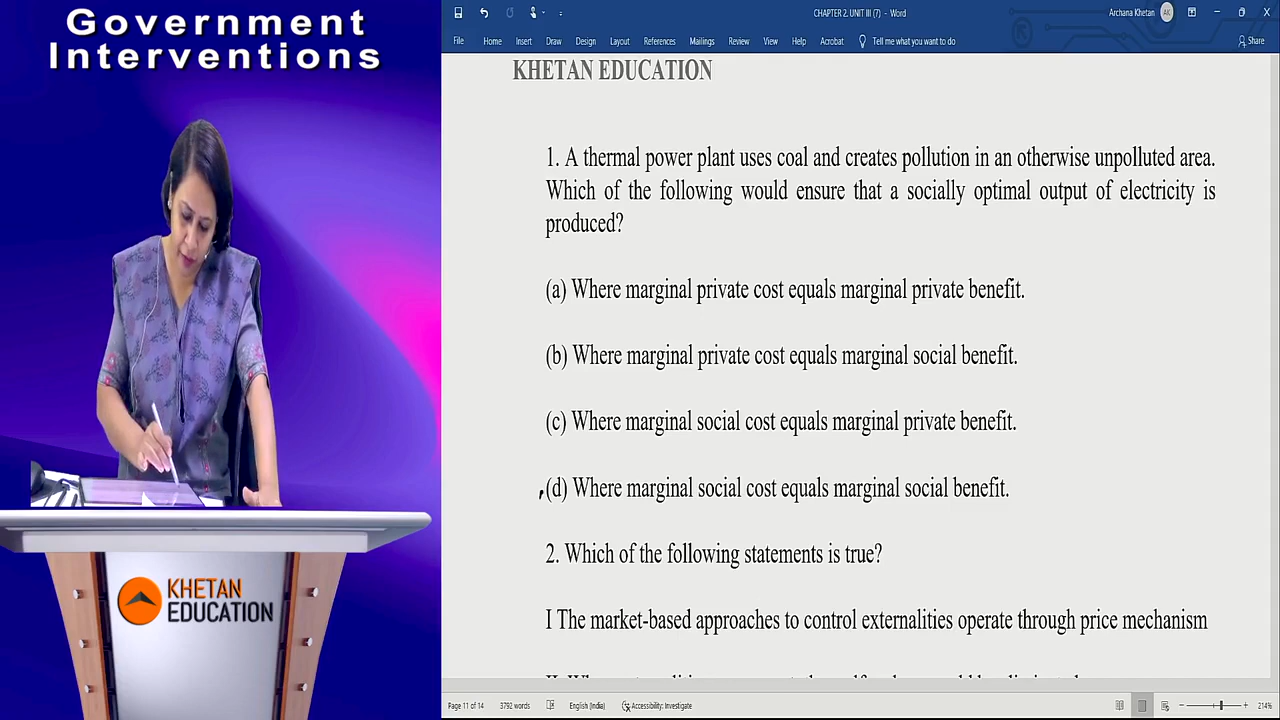 Government
Interventions
KHETAN
EDUCATION
CHAPTER 2. UNIT III (7) - Word
Archana Khetan
AK
File Home Insert Draw Design Layout References Mailings Review View Help Acrobat Tell me what you want to do
Share
KHETAN EDUCATION
1. A thermal power plant uses coal and creates pollution in an otherwise unpolluted area.
Which of the following would ensure that a socially optimal output of electricity is
produced?
(a) Where marginal private cost equals marginal private benefit.
(b) Where marginal private cost equals marginal social benefit.
(c) Where marginal social cost equals marginal private benefit.
(d) Where marginal social cost equals marginal social benefit.
2. Which of the following statements is true?
I The market-based approaches to control externalities operate through price mechanism
Page 11 of 14 3792 words English (India) Accessibility: Investigate
214%